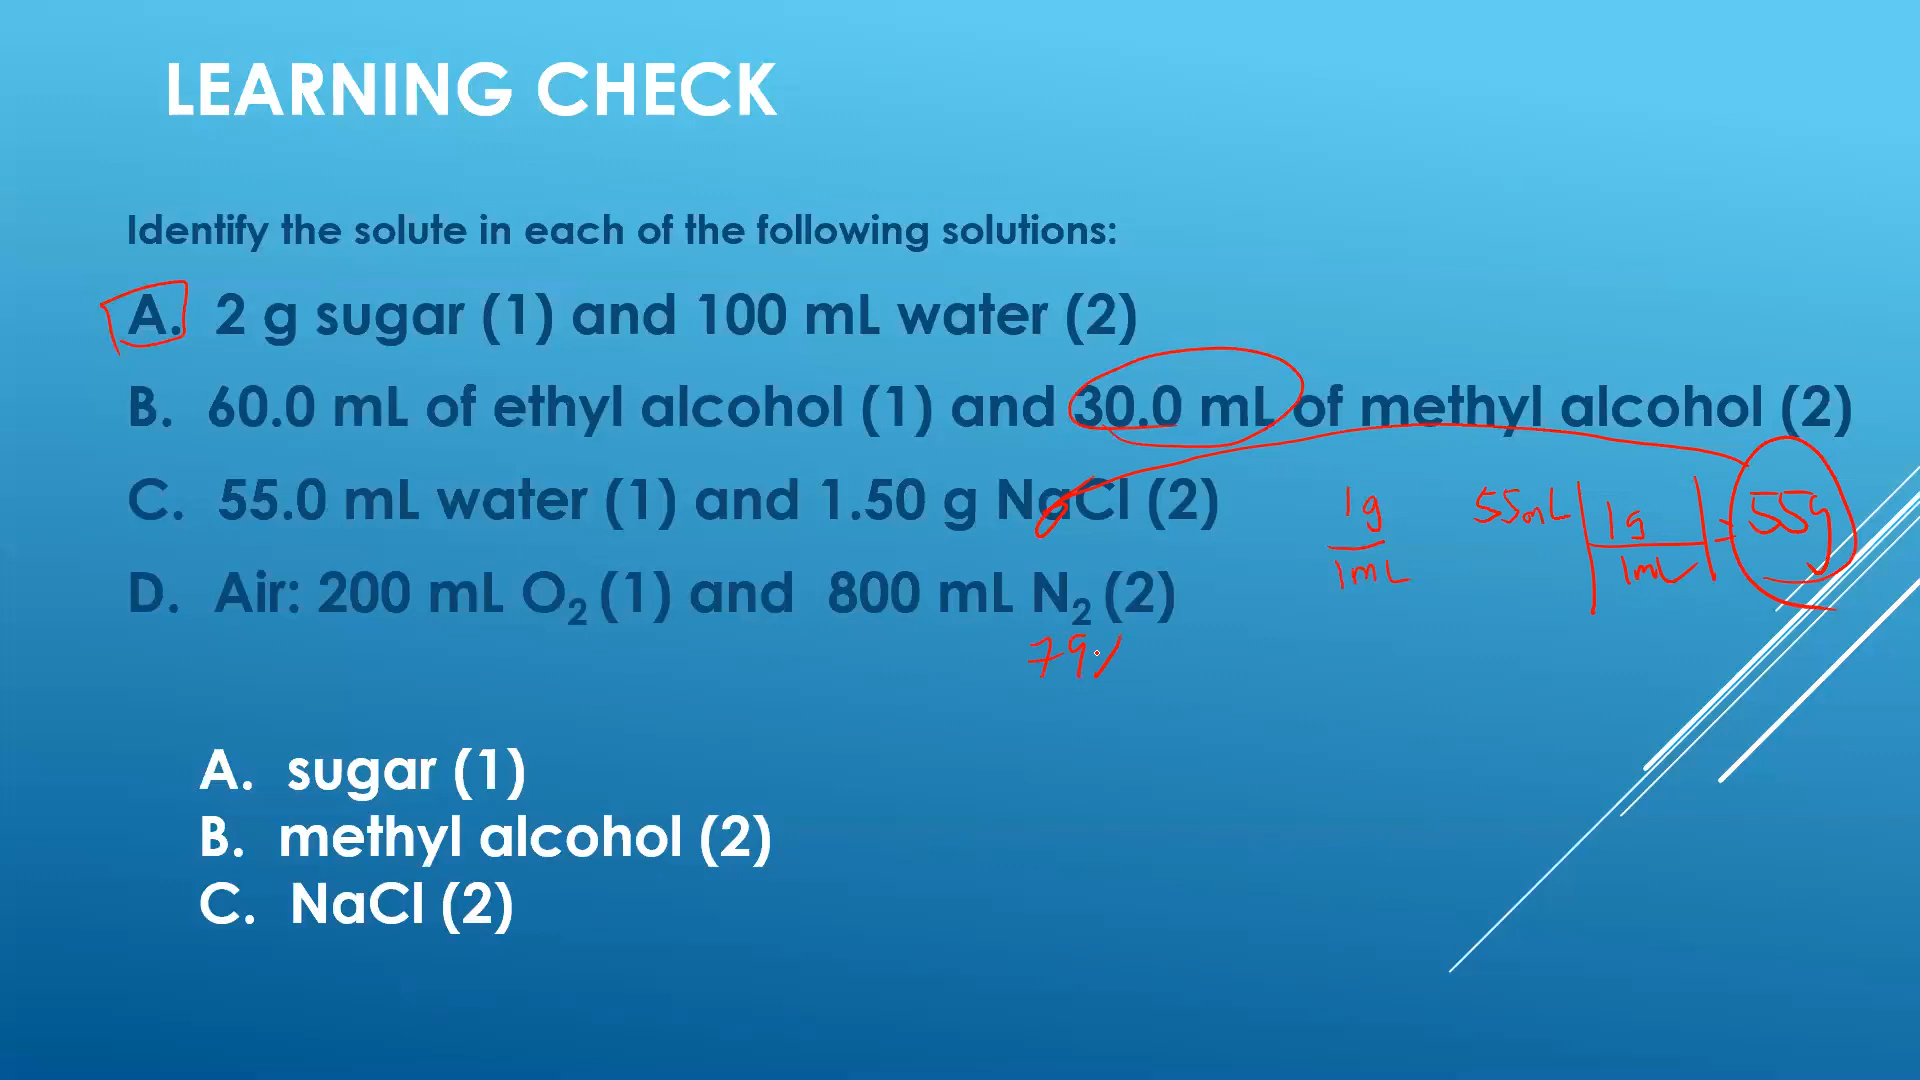 LEARNING CHECK
Identify the solute in each of the following solutions:
A. 2 g sugar (1) and 100 mL water (2)
B. 60.0 mL of ethyl alcohol (1) and 30.0 mL of methyl alcohol (2)
C. 55.0 mL water (1) and 1.50 g NaCl (2)
1g
1mL
55mL
1g
1mL
= 55g
D. Air: 200 mL O₂ (1) and 800 mL N₂ (2)
79%
A. sugar (1)
B. methyl alcohol (2)
C. NaCl (2)